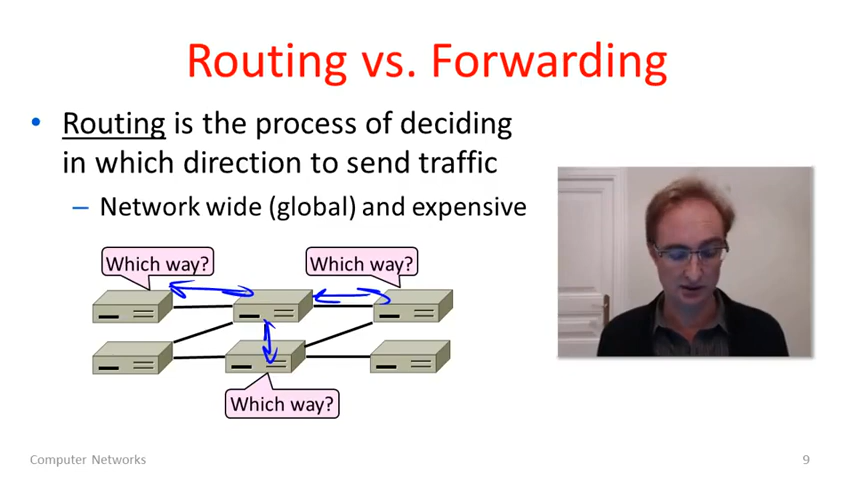 Routing vs. Forwarding
• Routing is the process of deciding
in which direction to send traffic
– Network wide (global) and expensive
Which way?
Which way?
Which way?
Computer Networks
9